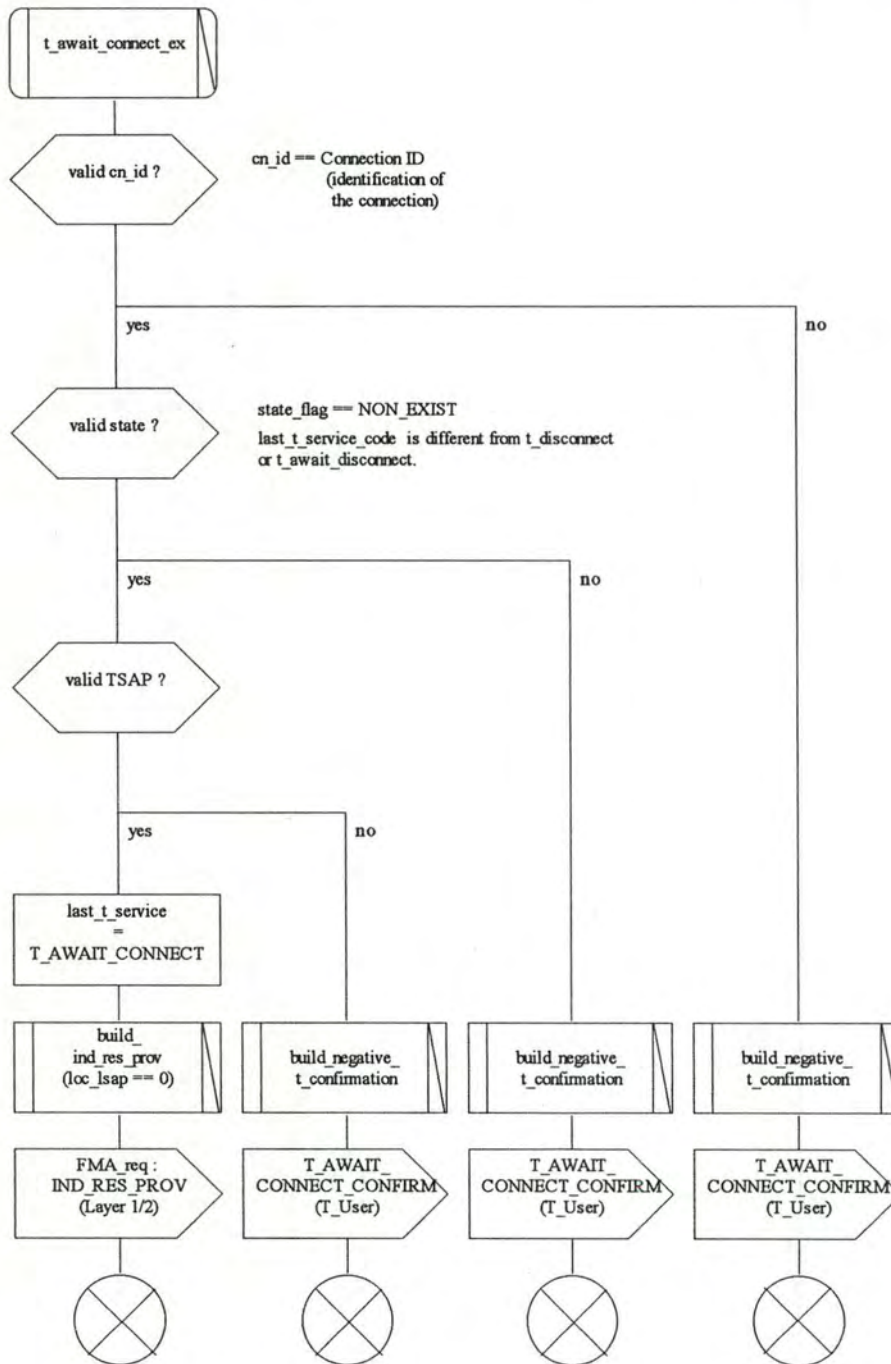 t_await_connect_ex
valid cn_id ?
cn_id == Connection ID
(identification of
the connection)
yes
no
valid state ?
state_flag == NON_EXIST
last_t_service_code is different from t_disconnect
or t_await_disconnect.
yes
no
valid TSAP ?
yes
no
last_t_service
=
T_AWAIT_CONNECT
build_
ind_res_prov
(loc_lsap == 0)
build_negative_
t_confirmation
build_negative_
t_confirmation
build_negative_
t_confirmation
FMA_req :
IND_RES_PROV
(Layer 1/2)
T_AWAIT_
CONNECT_CONFIRM
(T_User)
T_AWAIT_
CONNECT_CONFIRM
(T_User)
T_AWAIT_
CONNECT_CONFIRM
(T_User)